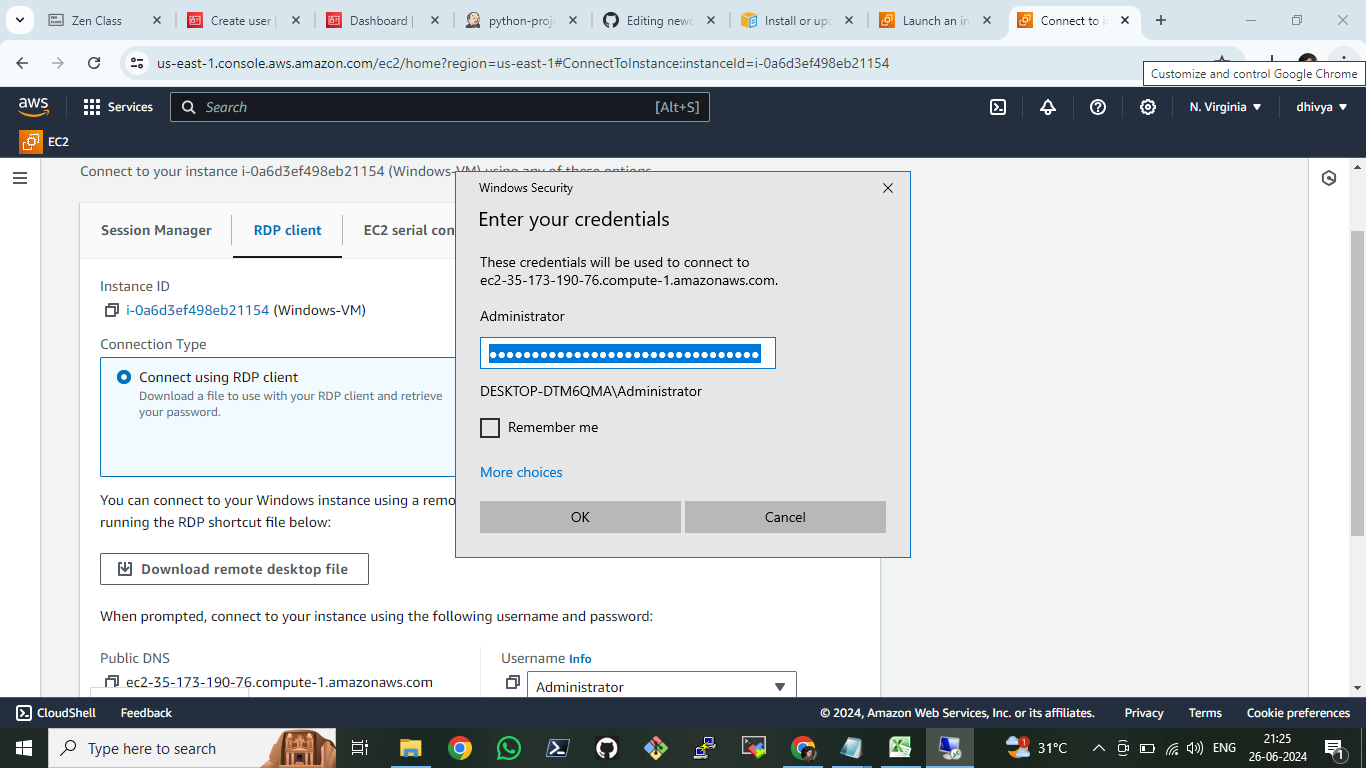 Zen Class
Create user |
Dashboard |
python-proje
Editing newc
Install or upc
Launch an in
Connect to in
us-east-1.console.aws.amazon.com/ec2/home?region=us-east-1#ConnectToInstance:instanceId=i-0a6d3ef498eb21154
Customize and control Google Chrome
aws
Services
Search
[Alt+S]
N. Virginia
dhivya
EC2
Connect to your instance i-0a6d3ef498eb21154 (Windows-VM) using any of these options
Session Manager
RDP client
EC2 serial con
Instance ID
i-0a6d3ef498eb21154 (Windows-VM)
Connection Type
Connect using RDP client
Download a file to use with your RDP client and retrieve
your password.
You can connect to your Windows instance using a remo
running the RDP shortcut file below:
Download remote desktop file
When prompted, connect to your instance using the following username and password:
Public DNS
ec2-35-173-190-76.compute-1.amazonaws.com
Username Info
Administrator
Windows Security
Enter your credentials
These credentials will be used to connect to
ec2-35-173-190-76.compute-1.amazonaws.com.
Administrator
DESKTOP-DTM6QMA\Administrator
Remember me
More choices
OK
Cancel
CloudShell
Feedback
© 2024, Amazon Web Services, Inc. or its affiliates.
Privacy
Terms
Cookie preferences
Type here to search
1
31°C
ENG
21:25
26-06-2024
1